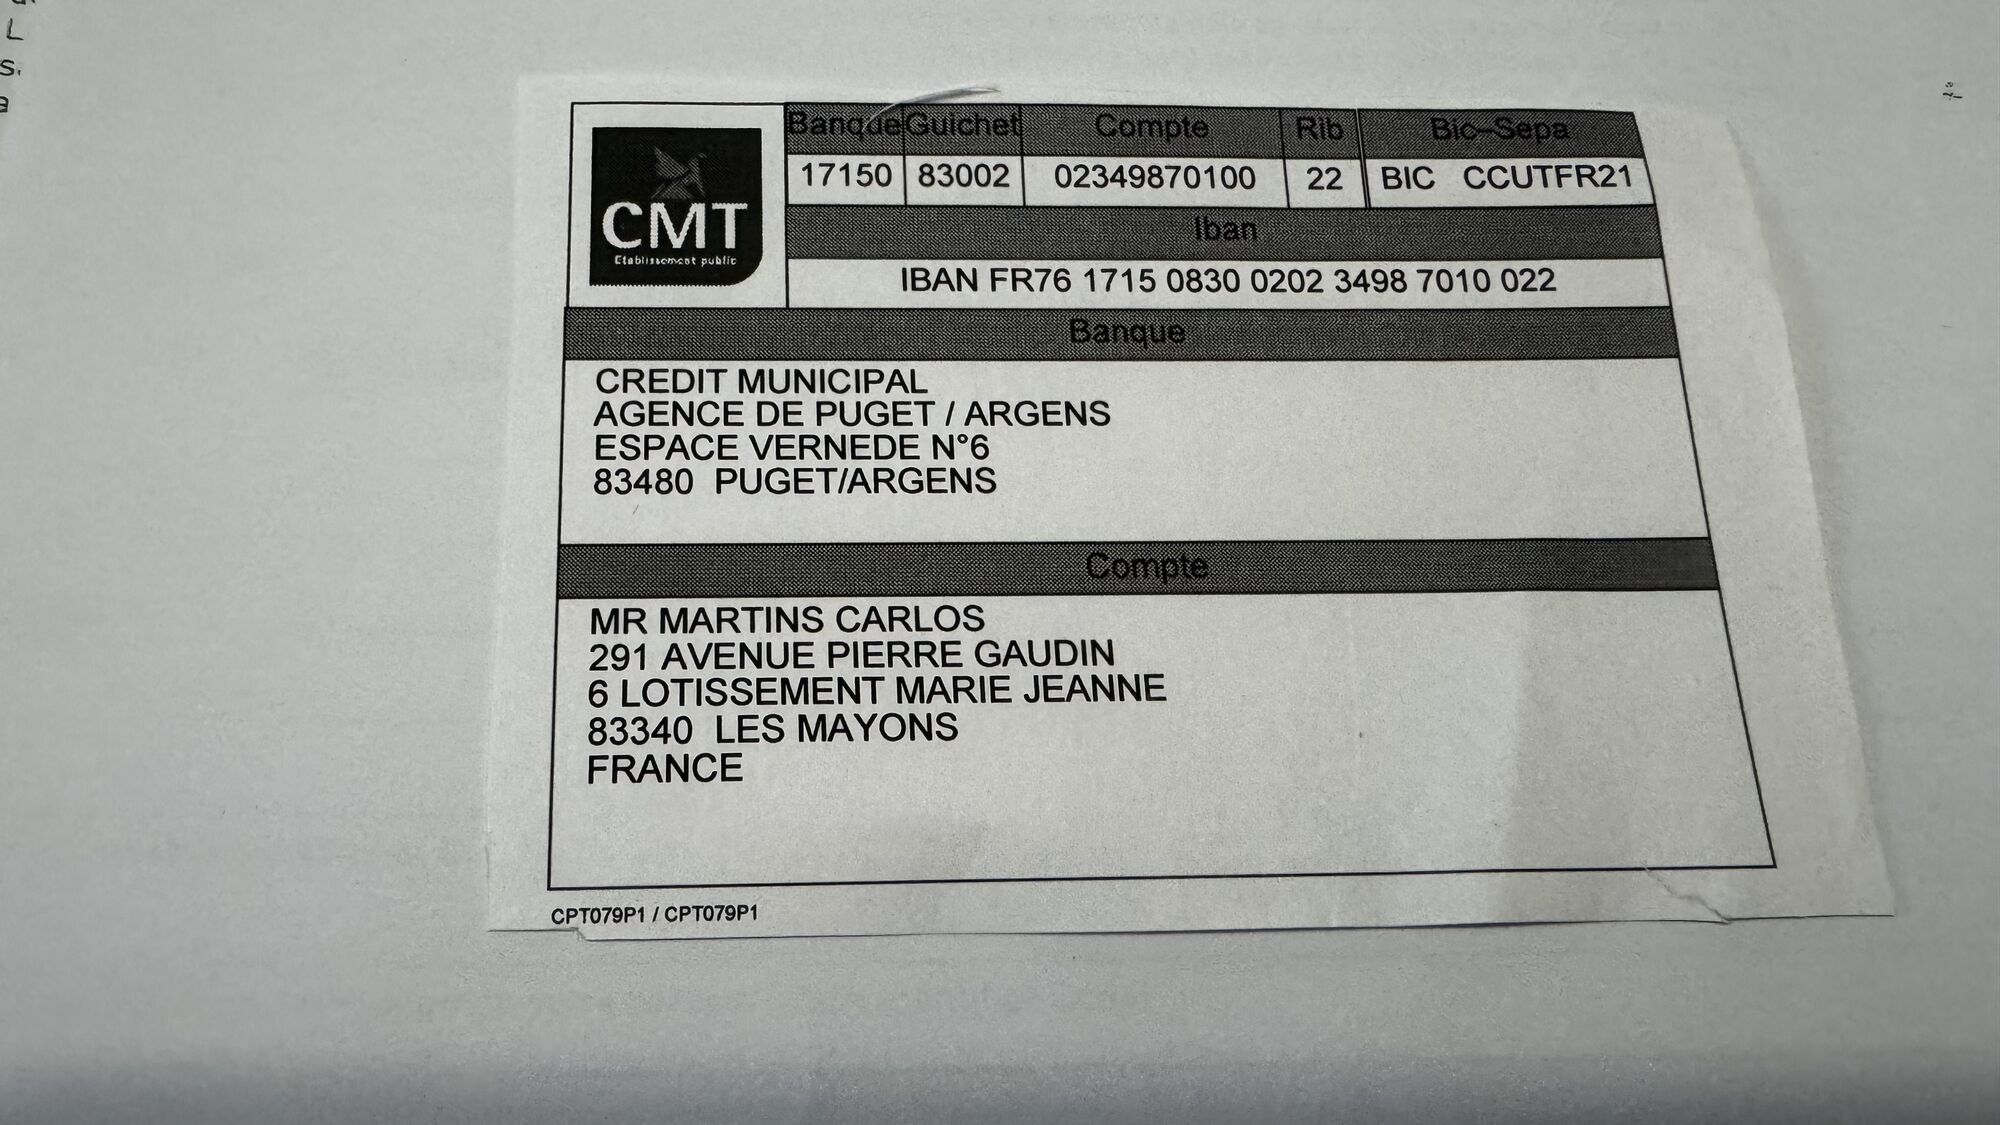 L
s.
CMT
Etablissement public
Banque Guichet Compte Rib Bic-Sepa
17150 83002 02349870100 22 BIC CCUTFR21
Iban
IBAN FR76 1715 0830 0202 3498 7010 022
Banque
CREDIT MUNICIPAL
AGENCE DE PUGET / ARGENS
ESPACE VERNEDE N°6
83480 PUGET/ARGENS
Compte
MR MARTINS CARLOS
291 AVENUE PIERRE GAUDIN
6 LOTISSEMENT MARIE JEANNE
83340 LES MAYONS
FRANCE
CPT079P1 / CPT079P1